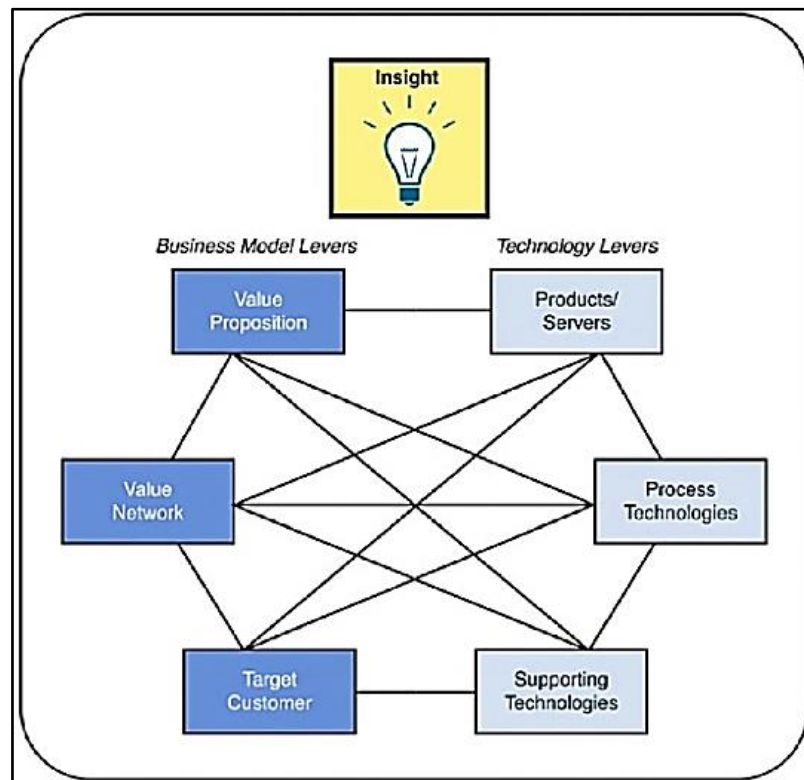 Insight
Business Model Levers
Technology Levers
Value
Proposition
Products/
Servers
Value
Network
Process
Technologies
Target
Customer
Supporting
Technologies